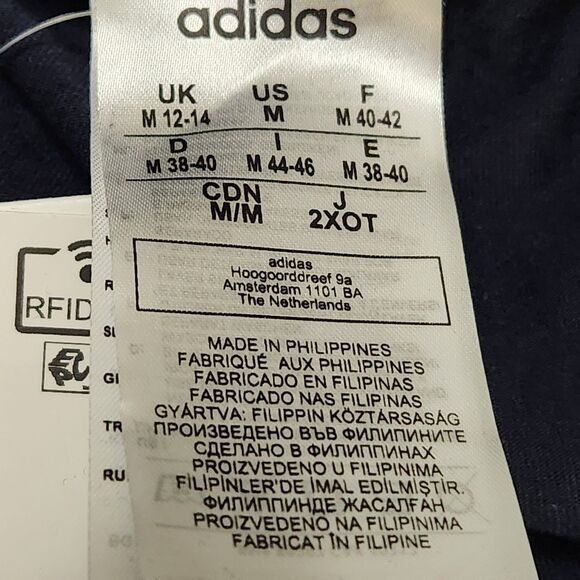 adidas
UK US F
M 12-14 M M 40-42
D I E
M 38-40 M 44-46 M 38-40
CDN J
M/M 2XOT
adidas
Hoogoorddreef 9a
Amsterdam 1101 BA
The Netherlands
RFID
MADE IN PHILIPPINES
FABRIQUÉ AUX PHILIPPINES
FABRICADO EN FILIPINAS
FABRICADO NAS FILIPINAS
GYÁRTVA: FILIPPIN KÖZTÁRSASÁG
ПРОИЗВЕДЕНО ВЪВ ФИЛИПИНИТЕ
СДЕЛАНО В ФИЛИППИНАХ
PROIZVEDENO U FILIPINIMA
FİLİPİNLER'DE İMAL EDİLMİŞTİR.
ФИЛИППИНДЕ ЖАСАЛҒАН
PROIZVEDENO NA FILIPINIMA
FABRICAT ÎN FILIPINE